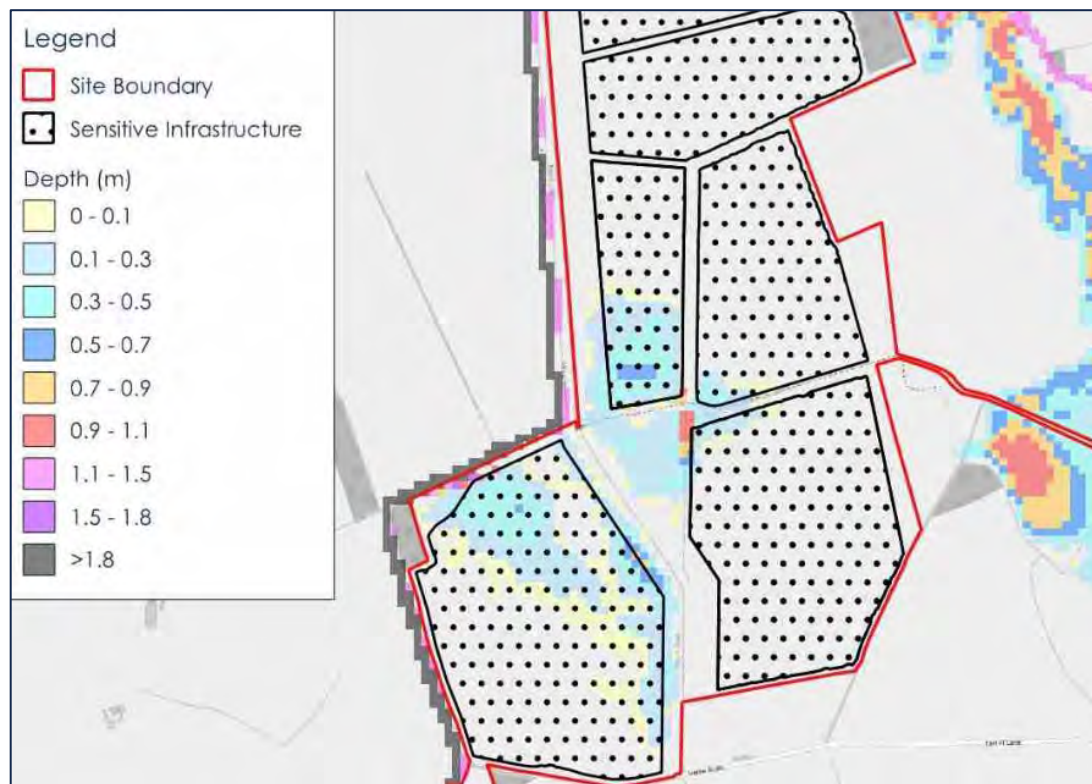 Legend
Site Boundary
Sensitive Infrastructure
Depth (m)
0 - 0.1
0.1 - 0.3
0.3 - 0.5
0.5 - 0.7
0.7 - 0.9
0.9 - 1.1
1.1 - 1.5
1.5 - 1.8
>1.8